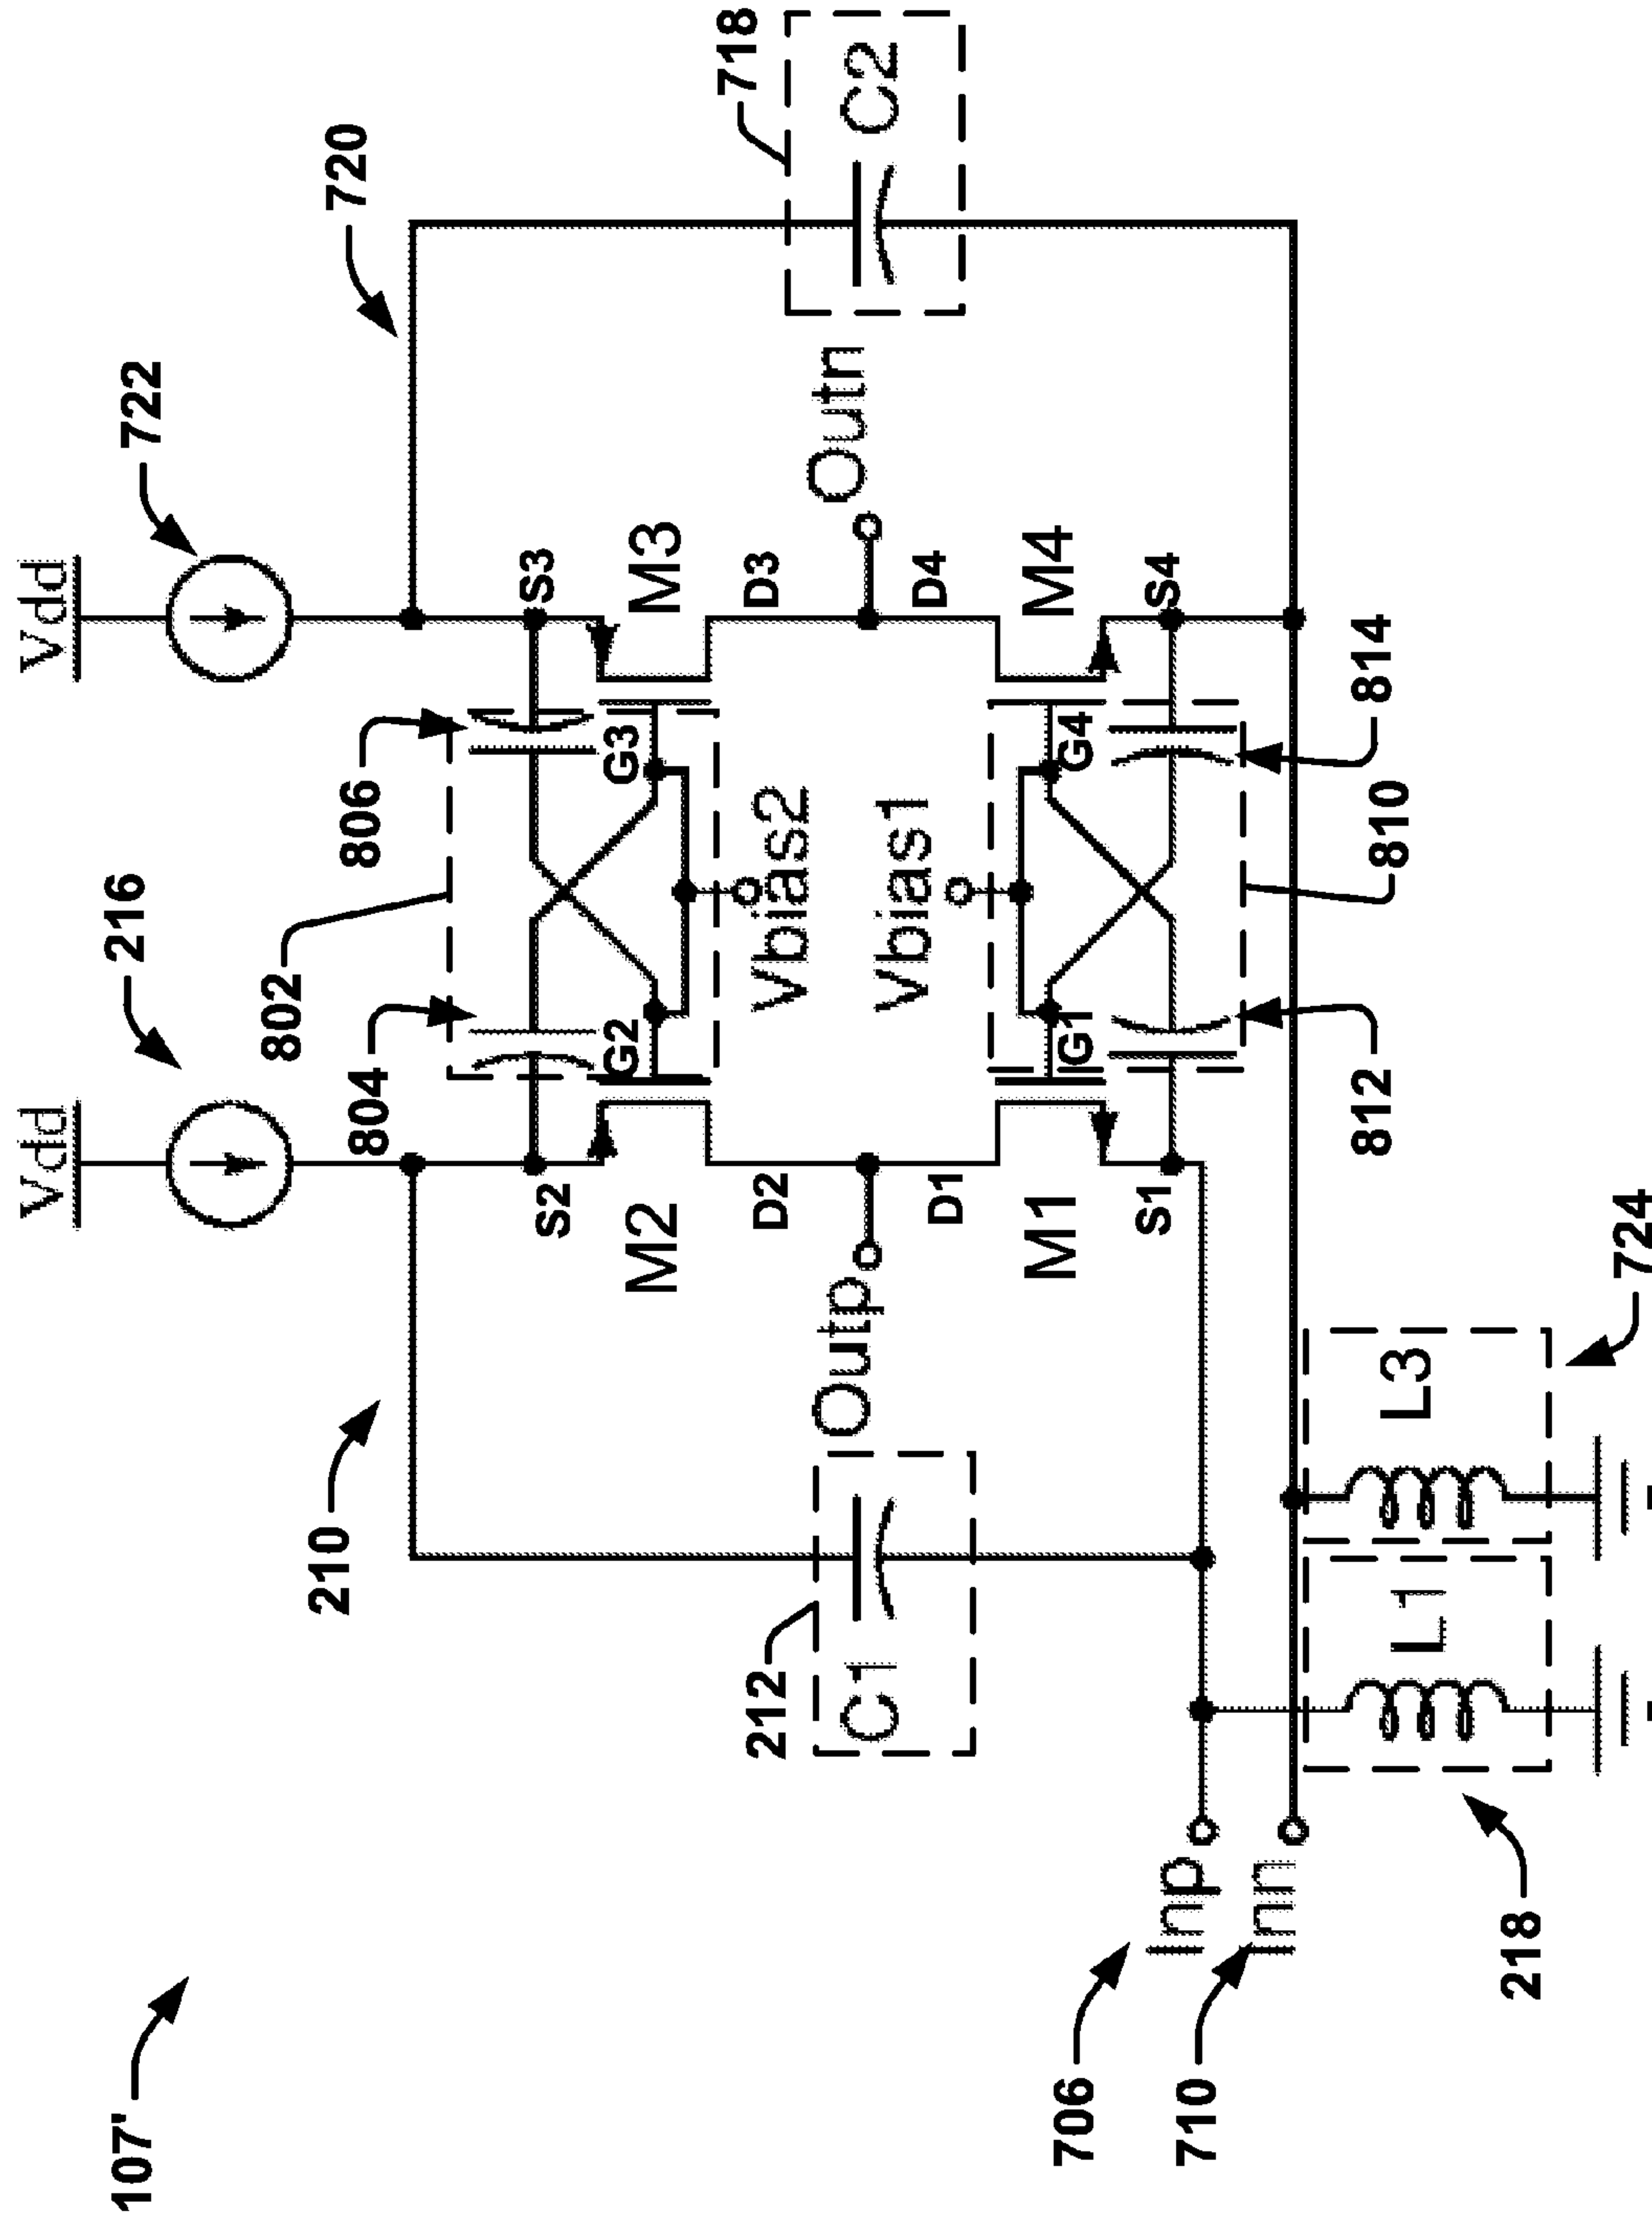 107'
210
216
Vdd
722
Vdd
720
718
C2
802
806
804
S2
S3
G2
G3
M2
M3
D2
D3
Vbias2
Outp
Outn
212
C1
Vbias1
D1
D4
M1
M4
G1
G4
S1
S4
812
810
814
706
Inp
710
Inn
218
L1
L3
724